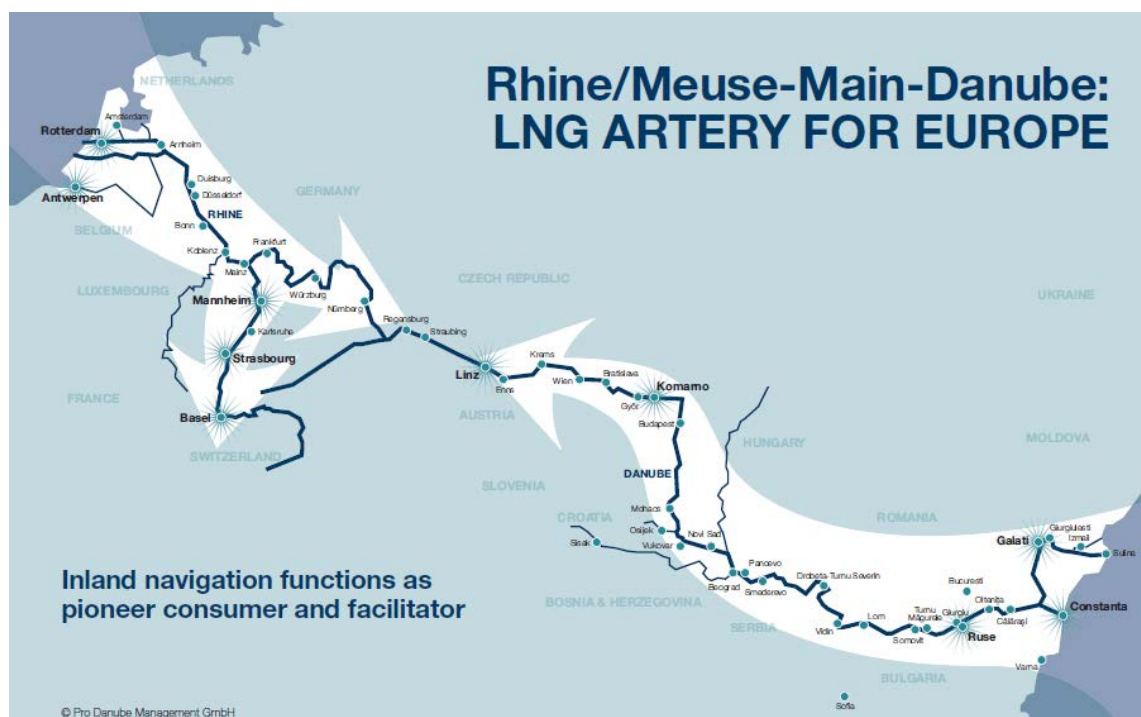 Rhine/Meuse-Main-Danube:
LNG ARTERY FOR EUROPE
NETHERLANDS
Amsterdam
Rotterdam
Arnheim
Antwerpen
Duisburg
Düsseldorf
GERMANY
RHINE
BELGIUM
Bonn
Koblenz
Frankfurt
Mainz
CZECH REPUBLIC
LUXEMBOURG
Würzburg
UKRAINE
Mannheim
Nürnberg
Regensburg
Karlsruhe
Straubing
Strasbourg
Linz
Krems
Enns
Wien
Bratislava
Komarno
Győr
FRANCE
Basel
AUSTRIA
Budapest
HUNGARY
MOLDOVA
SWITZERLAND
DANUBE
SLOVENIA
Mohacs
CROATIA
ROMANIA
Osijek
Sisak
Vukovar
Novi Sad
Galati
Giurgiulesti
Izmail
Sulina
Inland navigation functions as
pioneer consumer and facilitator
Pancevo
Beograd
Smederevo
Drobeta-Turnu Severin
Bucuresti
BOSNIA & HERZEGOVINA
Oltenița
Constanta
Călărași
SERBIA
Vidin
Lom
Turnu
Măgurele
Giurgiu
Somovit
Ruse
Varna
BULGARIA
Sofia
© Pro Danube Management GmbH